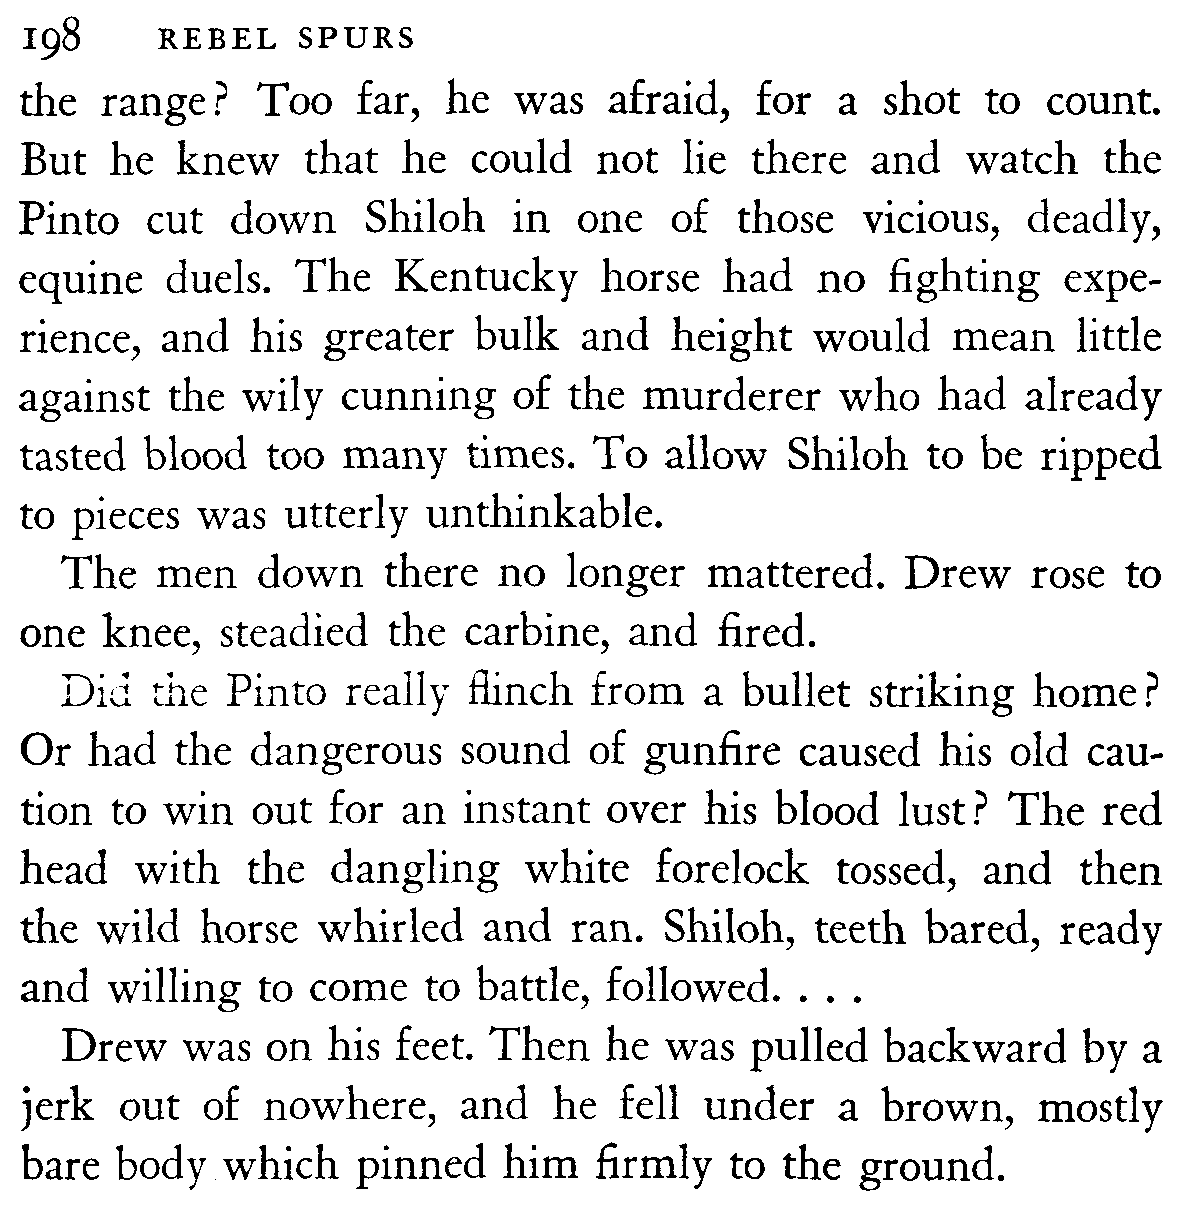 198 REBEL SPURS
the range? Too far, he was afraid, for a shot to count.
But he knew that he could not lie there and watch the
Pinto cut down Shiloh in one of those vicious, deadly,
equine duels. The Kentucky horse had no fighting expe-
rience, and his greater bulk and height would mean little
against the wily cunning of the murderer who had already
tasted blood too many times. To allow Shiloh to be ripped
to pieces was utterly unthinkable.
The men down there no longer mattered. Drew rose to
one knee, steadied the carbine, and fired.
Did the Pinto really flinch from a bullet striking home?
Or had the dangerous sound of gunfire caused his old cau-
tion to win out for an instant over his blood lust? The red
head with the dangling white forelock tossed, and then
the wild horse whirled and ran. Shiloh, teeth bared, ready
and willing to come to battle, followed. . . .
Drew was on his feet. Then he was pulled backward by a
jerk out of nowhere, and he fell under a brown, mostly
bare body which pinned him firmly to the ground.